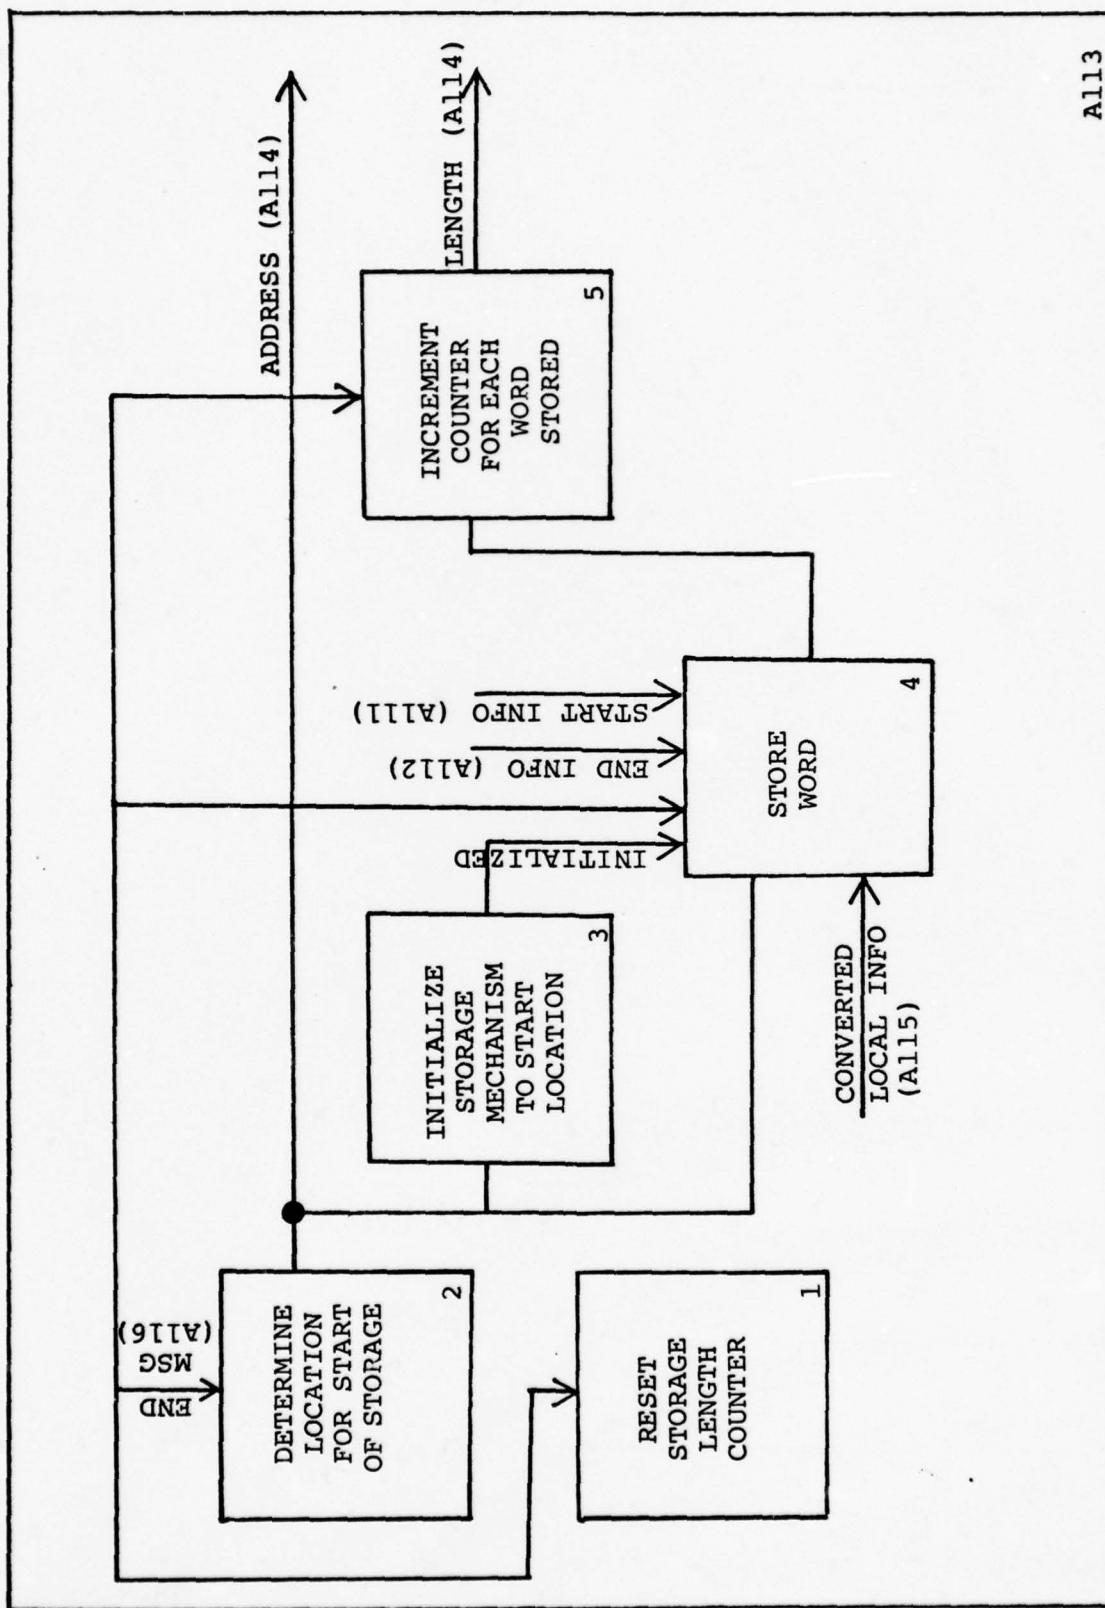 END
MSG
(A116)
DETERMINE
LOCATION
FOR START
OF STORAGE
2
RESET
STORAGE
LENGTH
COUNTER
1
INITIALIZE
STORAGE
MECHANISM
TO START
LOCATION
3
INITIALIZED
END INFO (A112)
START INFO (A111)
CONVERTED
LOCAL INFO
(A115)
STORE
WORD
4
ADDRESS (A114)
INCREMENT
COUNTER
FOR EACH
WORD
STORED
5
LENGTH (A114)
A113